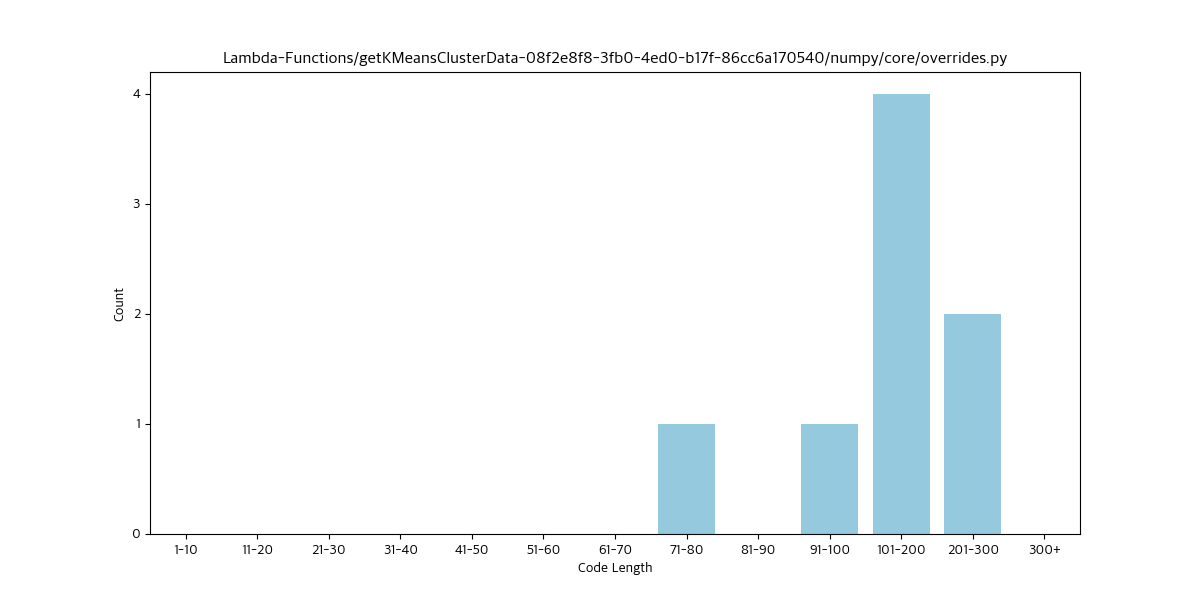 Lambda-Functions/getKMeansClusterData-08f2e8f8-3fb0-4ed0-b17f-86cc6a170540/numpy/core/overrides.py
4
3
2
1
0
Count
1-10 11-20 21-30 31-40 41-50 51-60 61-70 71-80 81-90 91-100 101-200 201-300 300+
Code Length